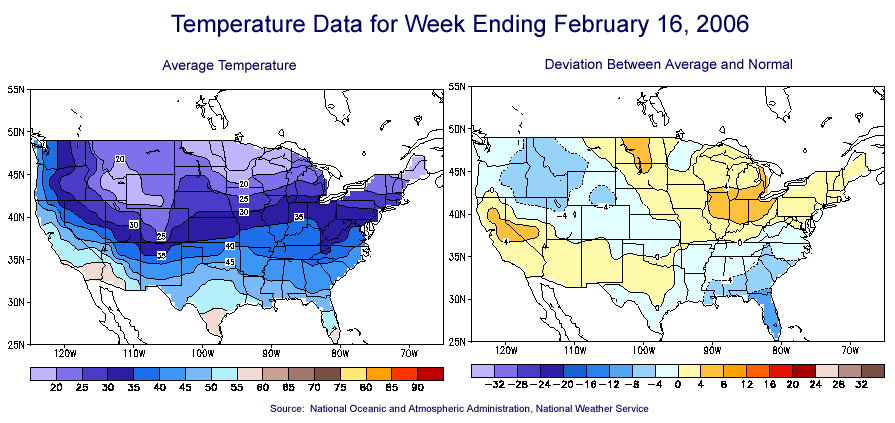 Temperature Data for Week Ending February 16, 2006
Average Temperature
Deviation Between Average and Normal
55N
50N
45N
40N
35N
30N
25N
120W 110W 100W 90W 80W 70W
20
20
25
30
35
30
25
35
40
45
20 25 30 35 40 45 50 55 60 65 70 75 80 85 90
55N
50N
45N
40N
35N
30N
25N
120W 110W 100W 90W 80W 70W
0
4
-4
-4
4
0
0
-4
0
-32 -28 -24 -20 -16 -12 -8 -4 0 4 8 12 16 20 24 28 32
Source: National Oceanic and Atmospheric Administration, National Weather Service